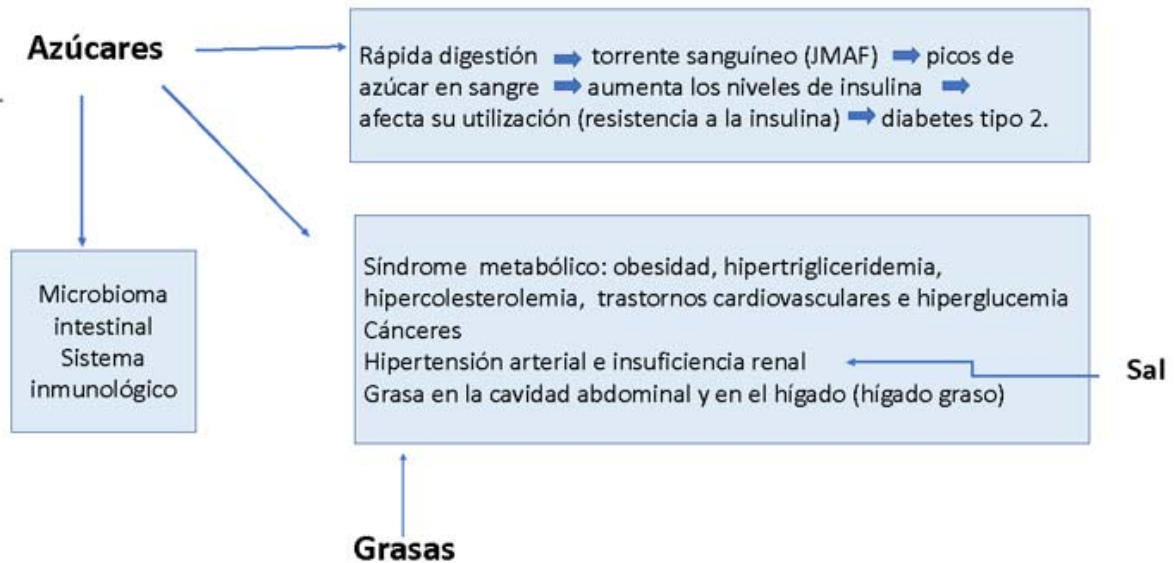 Azúcares
Rápida digestión torrente sanguíneo (JMAF) picos de
azúcar en sangre aumenta los niveles de insulina
afecta su utilización (resistencia a la insulina) diabetes tipo 2.
Microbioma
intestinal
Sistema
inmunológico
Síndrome metabólico: obesidad, hipertrigliceridemia,
hipercolesterolemia, trastornos cardiovasculares e hiperglucemia
Cánceres
Hipertensión arterial e insuficiencia renal
Grasa en la cavidad abdominal y en el hígado (hígado graso)
Sal
Grasas